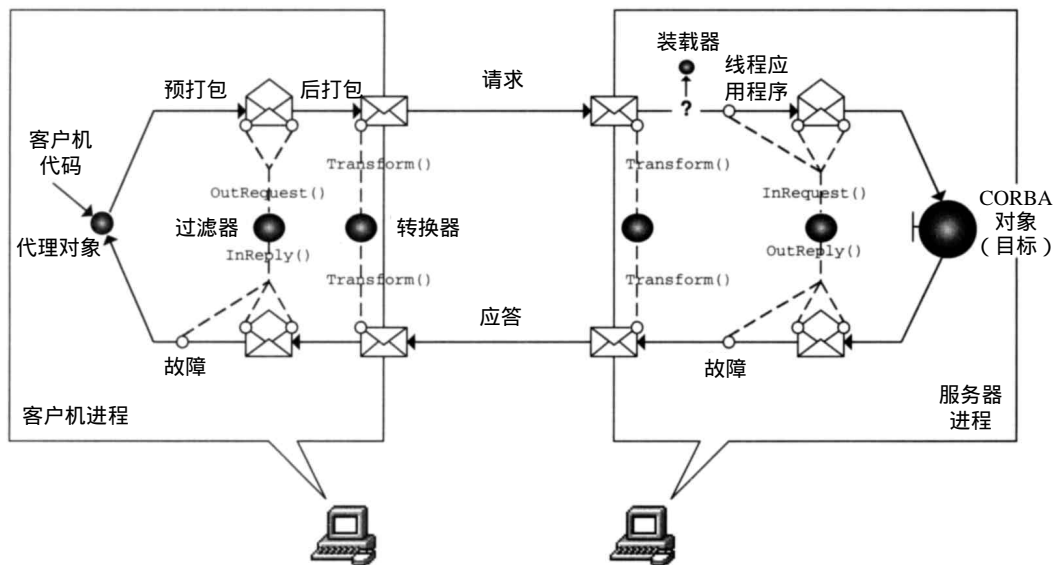 装载器
请求
线程应
用程序
预打包
后打包
?
客户机
代码
Transform()
Transform()
OutRequest()
InRequest()
CORBA
对象
(目标)
代理对象
过滤器
转换器
InReply()
OutReply()
Transform()
Transform()
应答
故障
故障
客户机进程
服务器
进程